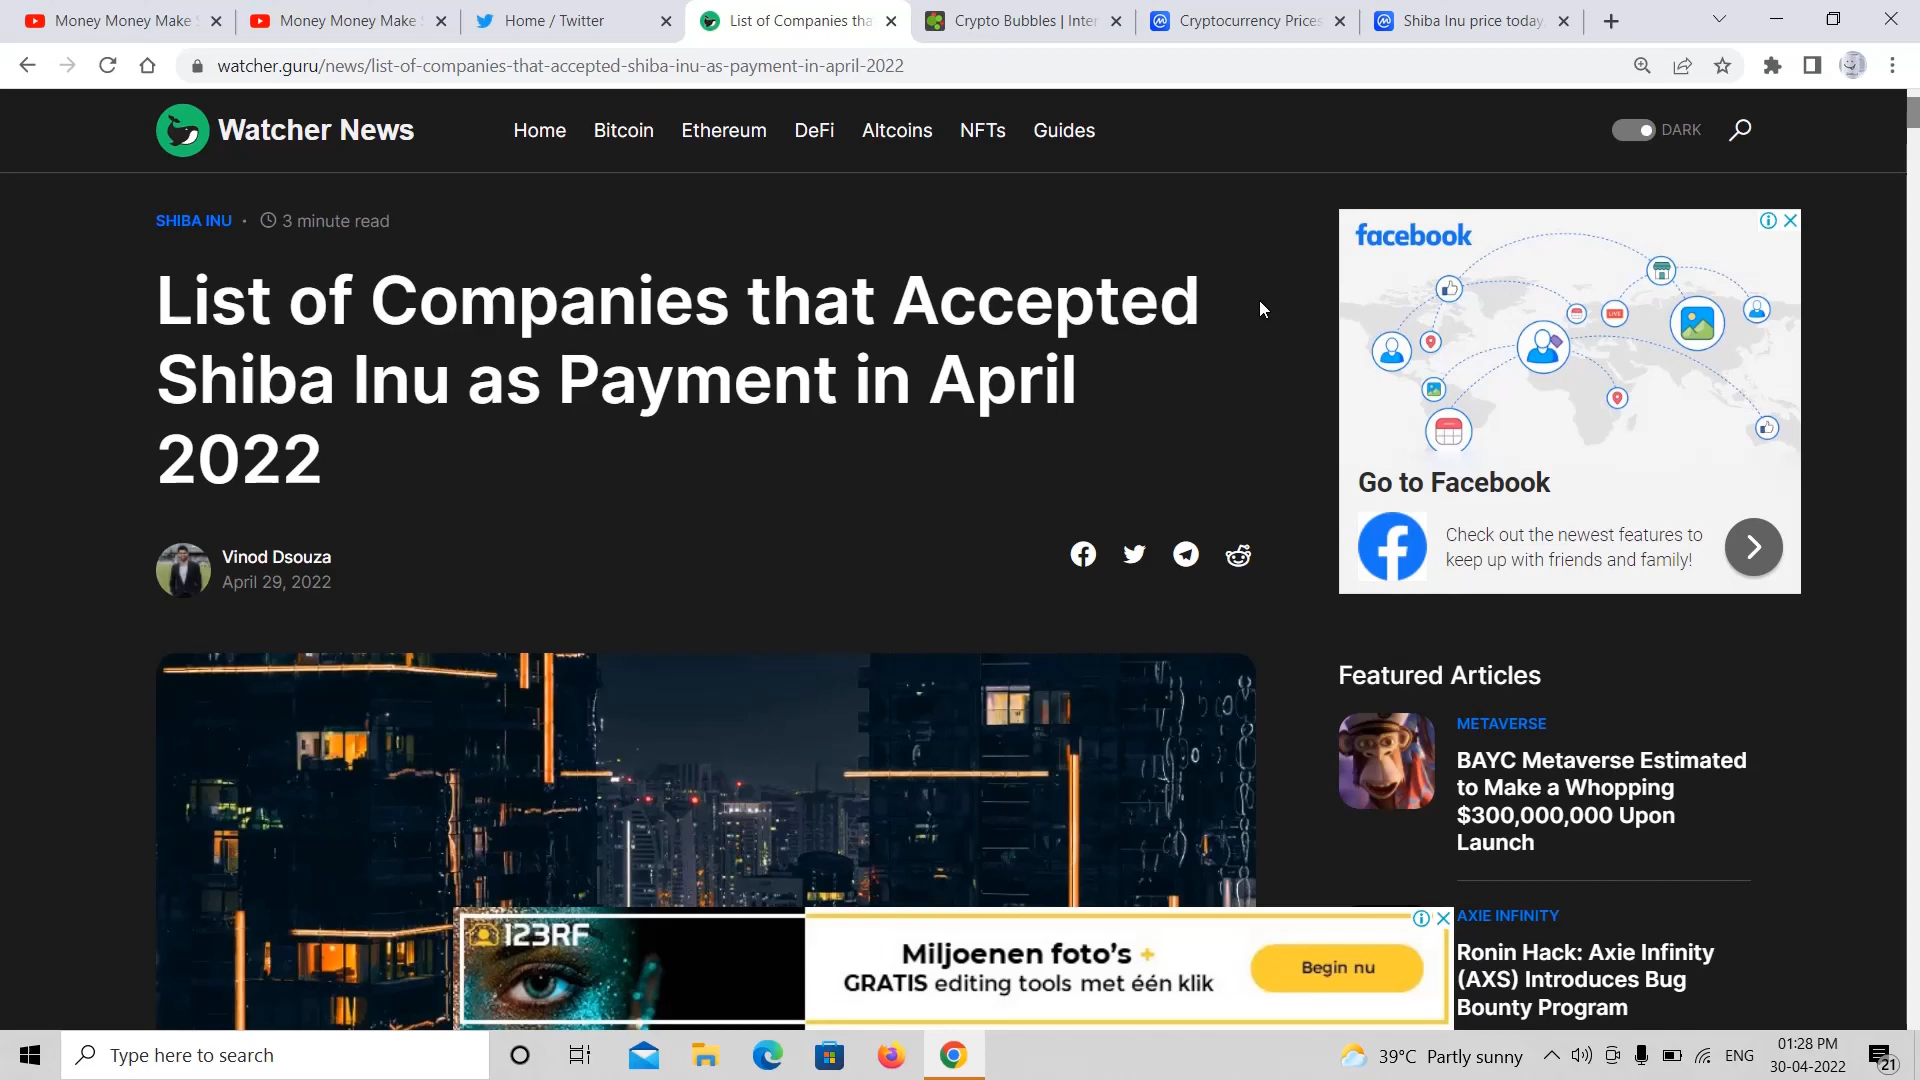 Money Money Make
Money Money Make
Home / Twitter
List of Companies tha
Crypto Bubbles | Inter
Cryptocurrency Prices
Shiba Inu price today,
watcher.guru/news/list-of-companies-that-accepted-shiba-inu-as-payment-in-april-2022
Watcher News
Home
Bitcoin
Ethereum
DeFi
Altcoins
NFTs
Guides
DARK
SHIBA INU • 3 minute read
List of Companies that Accepted
Shiba Inu as Payment in April
2022
Vinod Dsouza
April 29, 2022
facebook
LIVE
Go to Facebook
Check out the newest features to
keep up with friends and family!
Featured Articles
METAVERSE
BAYC Metaverse Estimated
to Make a Whopping
$300,000,000 Upon
Launch
AXIE INFINITY
Ronin Hack: Axie Infinity
(AXS) Introduces Bug
Bounty Program
123RF
Miljoenen foto's +
GRATIS editing tools met één klik
Begin nu
Type here to search
39°C Partly sunny
ENG
01:28 PM
30-04-2022
21